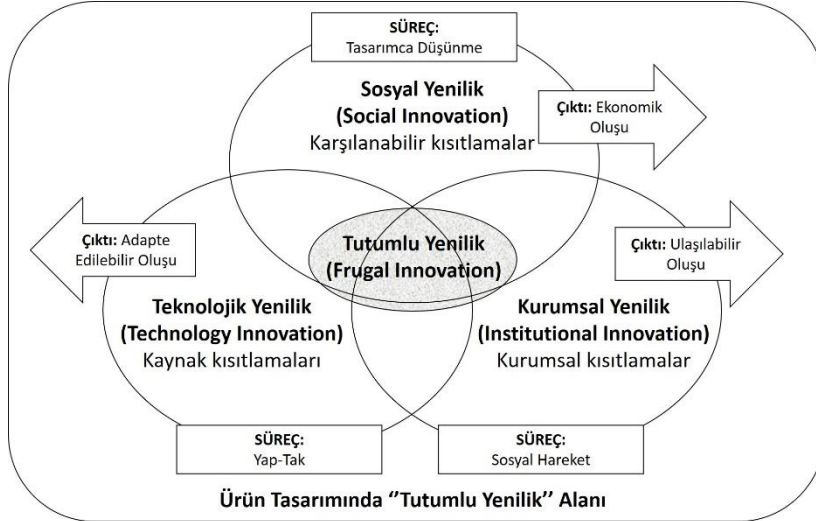 SÜREÇ:
Tasarımca Düşünme
Sosyal Yenilik
(Social Innovation)
Karşılanabilir kısıtlamalar
Çıktı: Ekonomik
Oluşu
Çıktı: Adapte
Edilebilir Oluşu
Tutumlu Yenilik
(Frugal Innovation)
Çıktı: Ulaşılabilir
Oluşu
Teknolojik Yenilik
(Technology Innovation)
Kaynak kısıtlamaları
Kurumsal Yenilik
(Institutional Innovation)
Kurumsal kısıtlamalar
SÜREÇ:
Yap-Tak
SÜREÇ:
Sosyal Hareket
Ürün Tasarımında ‘‘Tutumlu Yenilik’’ Alanı